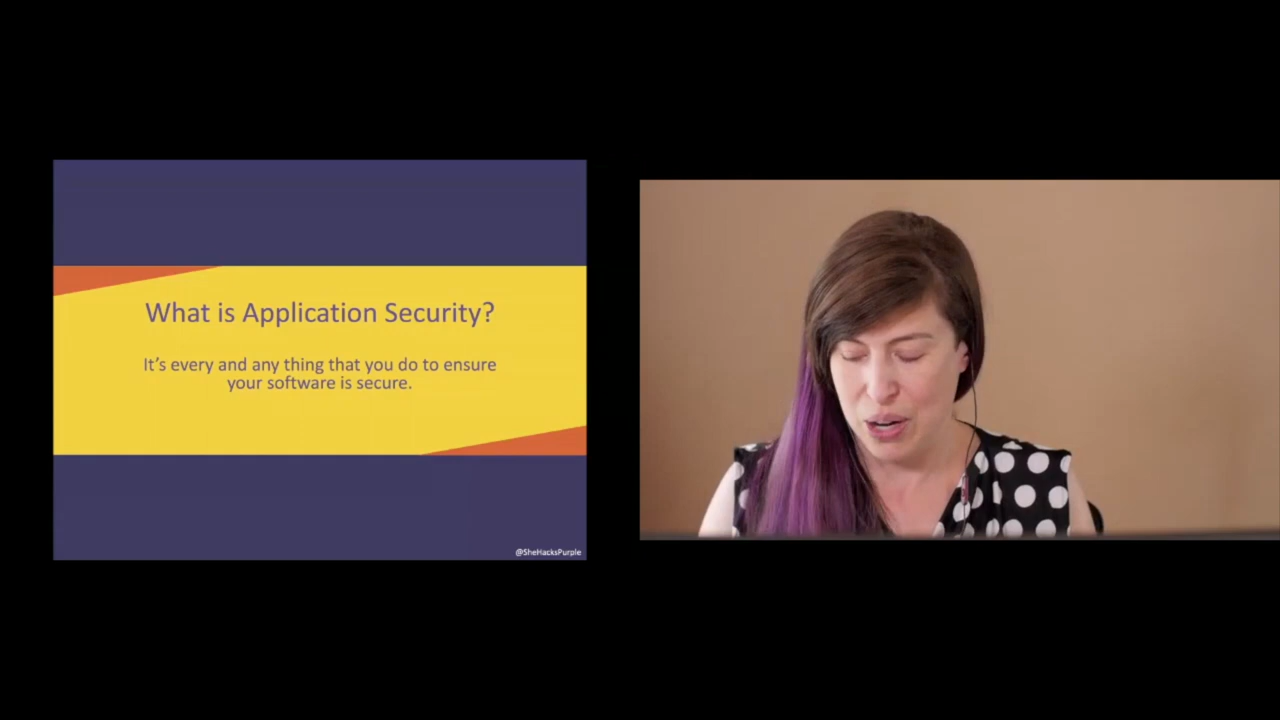 What is Application Security?
It's every and any thing that you do to ensure
your software is secure.
@SheHacksPurple